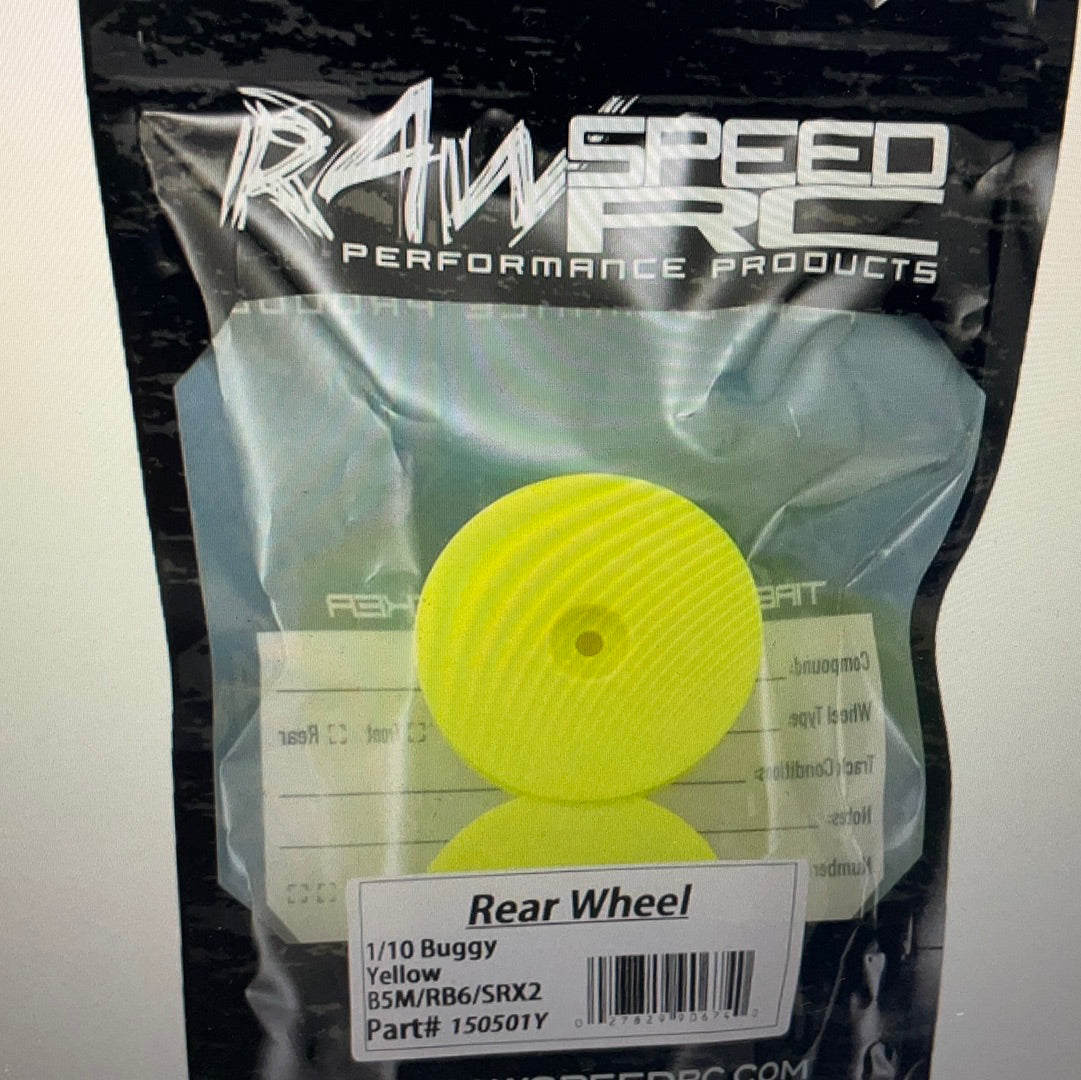 RAW SPEED
RC
PERFORMANCE PRODUCTS
Compound:
Wheel Type:
Front Rear
Track Conditions:
Notes:
Number
Rear Wheel
1/10 Buggy
Yellow
B5M/RB6/SRX2
Part# 150501Y